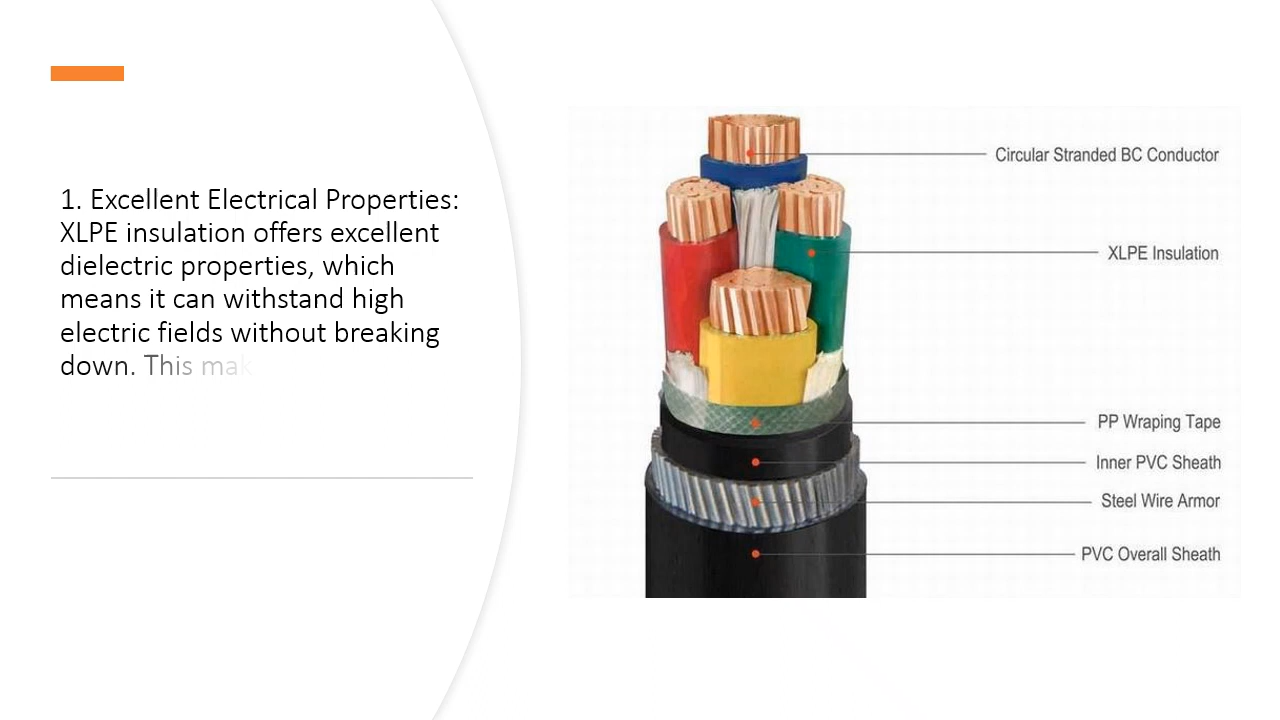 1. Excellent Electrical Properties:
XLPE insulation offers excellent
dielectric properties, which
means it can withstand high
electric fields without breaking
down. This mak
Circular Stranded BC Conductor
XLPE Insulation
PP Wraping Tape
Inner PVC Sheath
Steel Wire Armor
PVC Overall Sheath